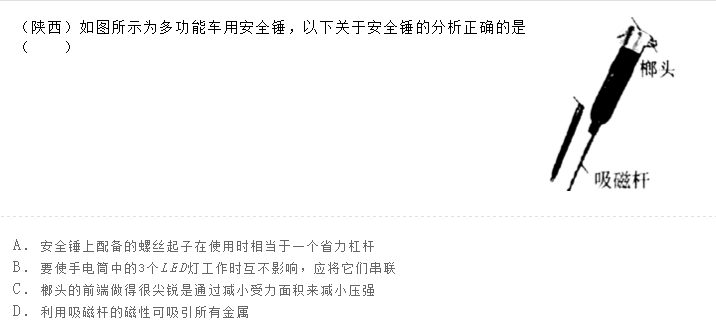 （陕西）如图所示为多功能车用安全锤，以下关于安全锤的分析正确的是
（　　）
榔头
吸磁杆
A. 安全锤上配备的螺丝起子在使用时相当于一个省力杠杆
B. 要使手电筒中的3个LED灯工作时互不影响，应将它们串联
C. 榔头的前端做得很尖锐是通过减小受力面积来减小压强
D. 利用吸磁杆的磁性可吸引所有金属